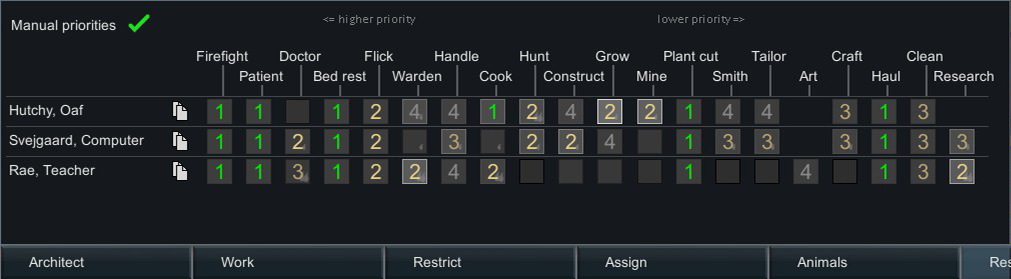 <= higher priority lower priority =>
Manual priorities
Firefight Doctor Flick Handle Hunt Grow Plant cut Tailor Craft Clean
Patient Bed rest Warden Cook Construct Mine Smith Art Haul Research
Hutchy, Oaf 1 1 1 2 4 4 1 2 4 2 2 1 4 4 3 1 3
Svejgaard, Computer 1 1 2 1 2 3 2 2 4 1 3 3 3 1 3 3
Rae, Teacher 1 1 3 1 2 2 4 2 1 4 1 3 2
Architect Work Restrict Assign Animals Res